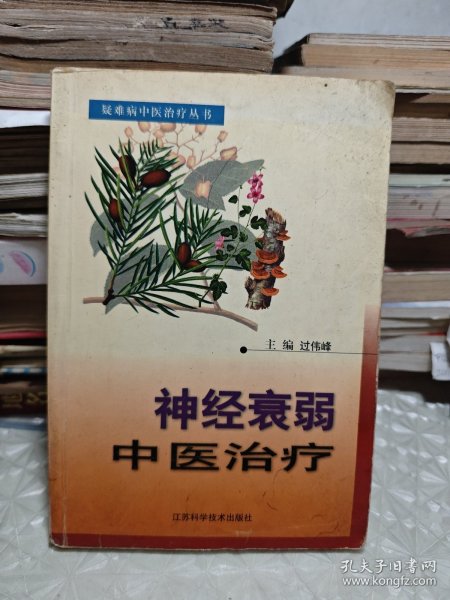 疑难病中医治疗丛书
主编 过伟峰
神经衰弱
中医治疗
江苏科学技术出版社
孔夫子旧书网
www.kongfz.com